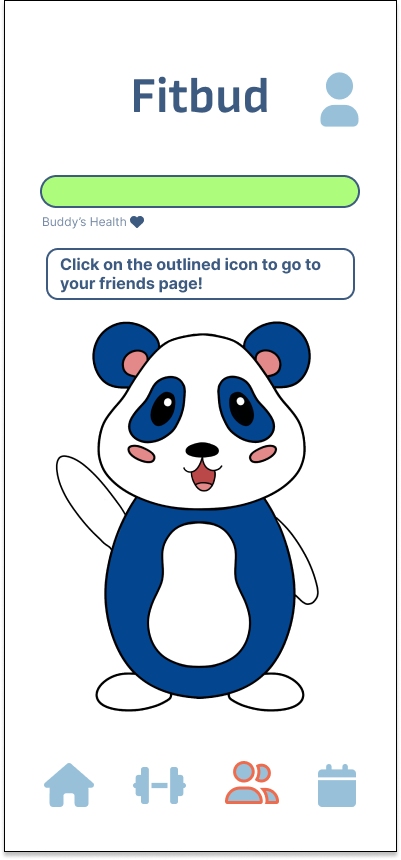 Fitbud
Buddy’s Health
Click on the outlined icon to go to
your friends page!